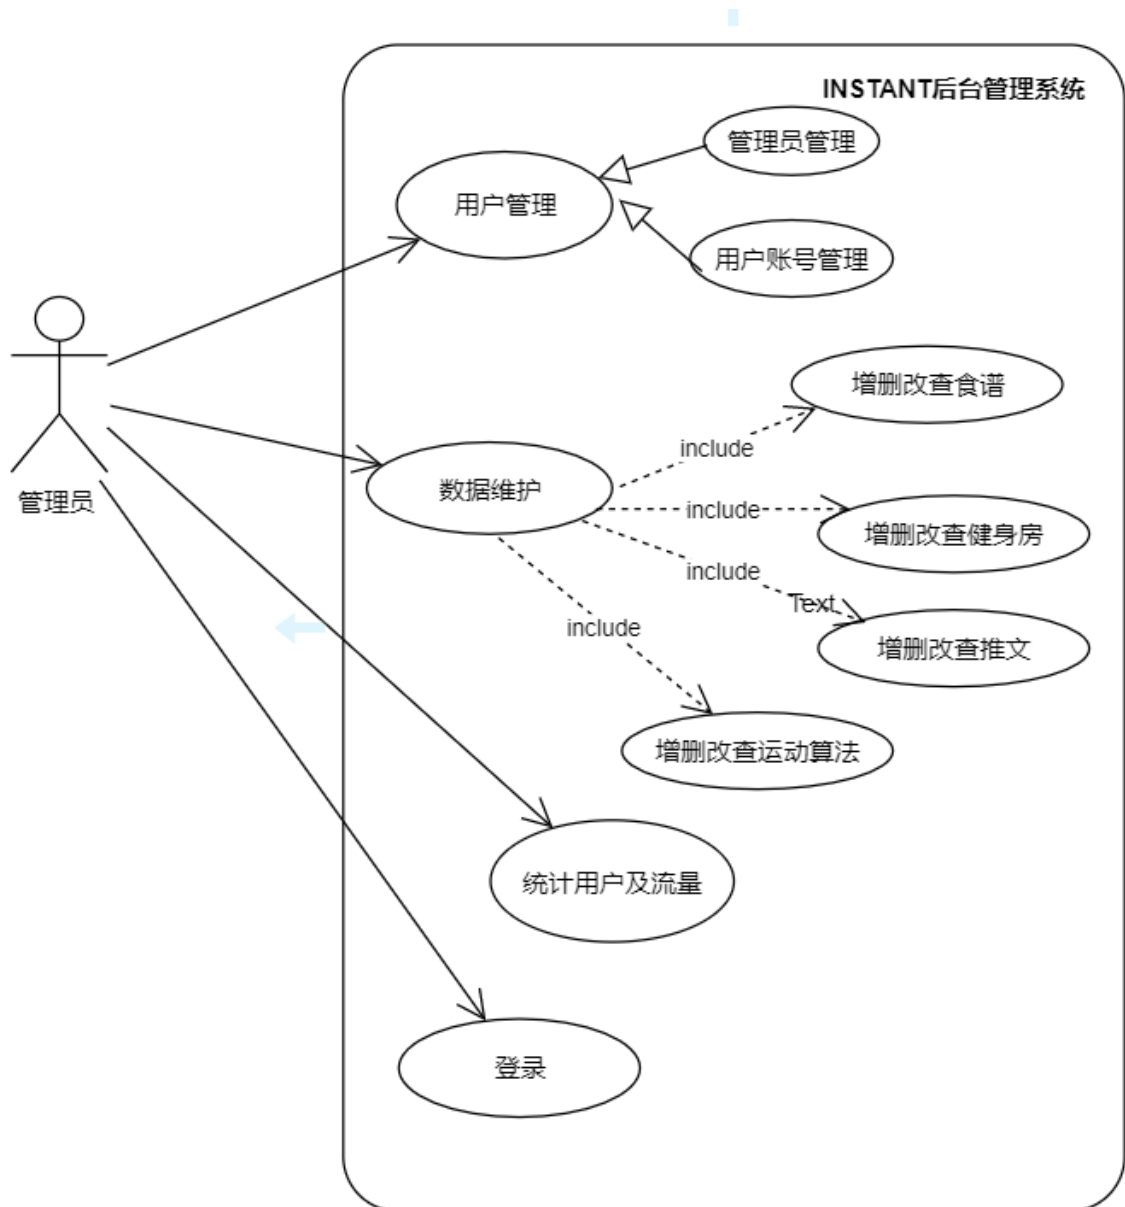 INSTANT后台管理系统
管理员管理
用户管理
用户账号管理
管理员
增删改查食谱
include
数据维护
include
增删改查健身房
include
Text
增删改查推文
include
增删改查运动算法
统计用户及流量
登录